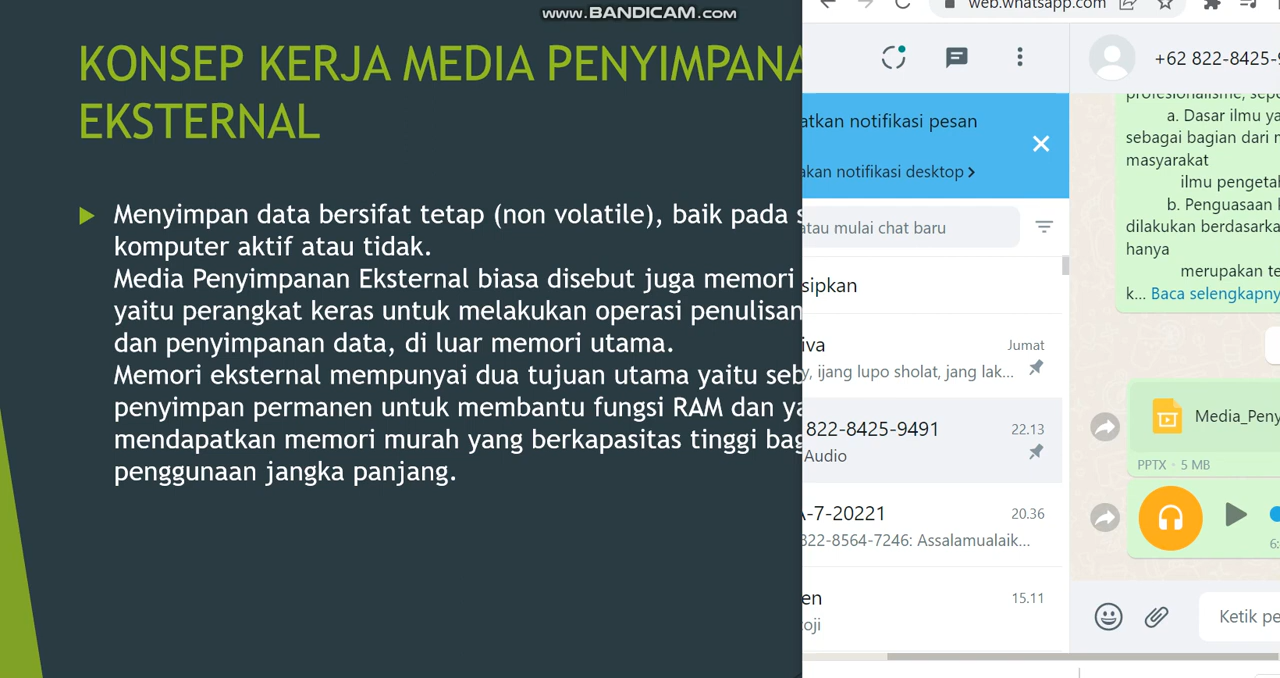 www.BANDICAM.com
KONSEP KERJA MEDIA PENYIMPANA
EKSTERNAL
Menyimpan data bersifat tetap (non volatile), baik pada s
komputer aktif atau tidak.
Media Penyimpanan Eksternal biasa disebut juga memori
yaitu perangkat keras untuk melakukan operasi penulisan
dan penyimpanan data, di luar memori utama.
Memori eksternal mempunyai dua tujuan utama yaitu seb
penyimpan permanen untuk membantu fungsi RAM dan ya
mendapatkan memori murah yang berkapasitas tinggi bag
penggunaan jangka panjang.
web.whatsapp.com
atkan notifikasi pesan
akan notifikasi desktop
atau mulai chat baru
sipkan
iva
Jumat
y, ijang lupo sholat, jang lak...
822-8425-9491
22.13
Audio
A-7-20221
20.36
822-8564-7246: Assalamualaik...
en
15.11
oji
+62 822-8425-9
profesionalisme, sepe
a. Dasar ilmu ya
sebagai bagian dari m
masyarakat
ilmu pengetah
b. Penguasaan k
dilakukan berdasarka
hanya
merupakan te
k... Baca selengkapny
Media_Peny
PPTX · 5 MB
6:
Ketik pe